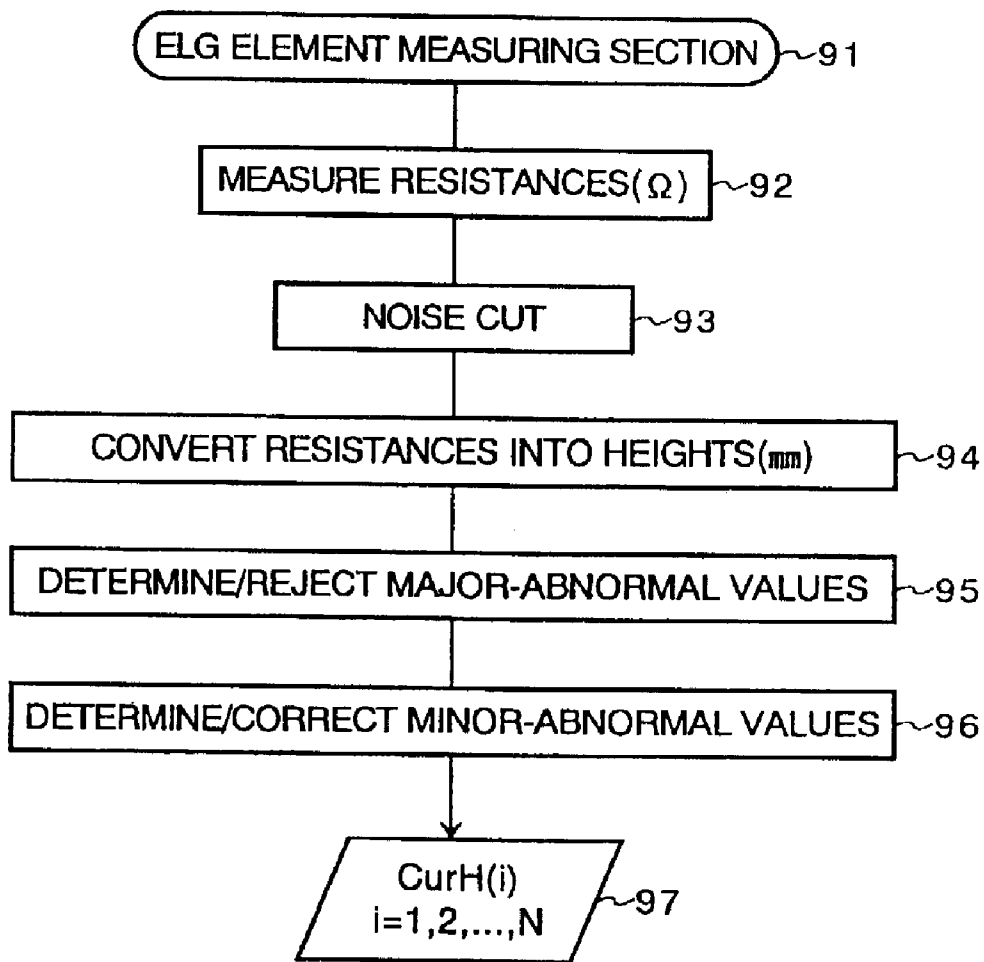 ELG ELEMENT MEASURING SECTION 91
MEASURE RESISTANCES(Ω) 92
NOISE CUT 93
CONVERT RESISTANCES INTO HEIGHTS(㎜) 94
DETERMINE/REJECT MAJOR-ABNORMAL VALUES 95
DETERMINE/CORRECT MINOR-ABNORMAL VALUES 96
CurH(i)
i=1,2,...,N 97